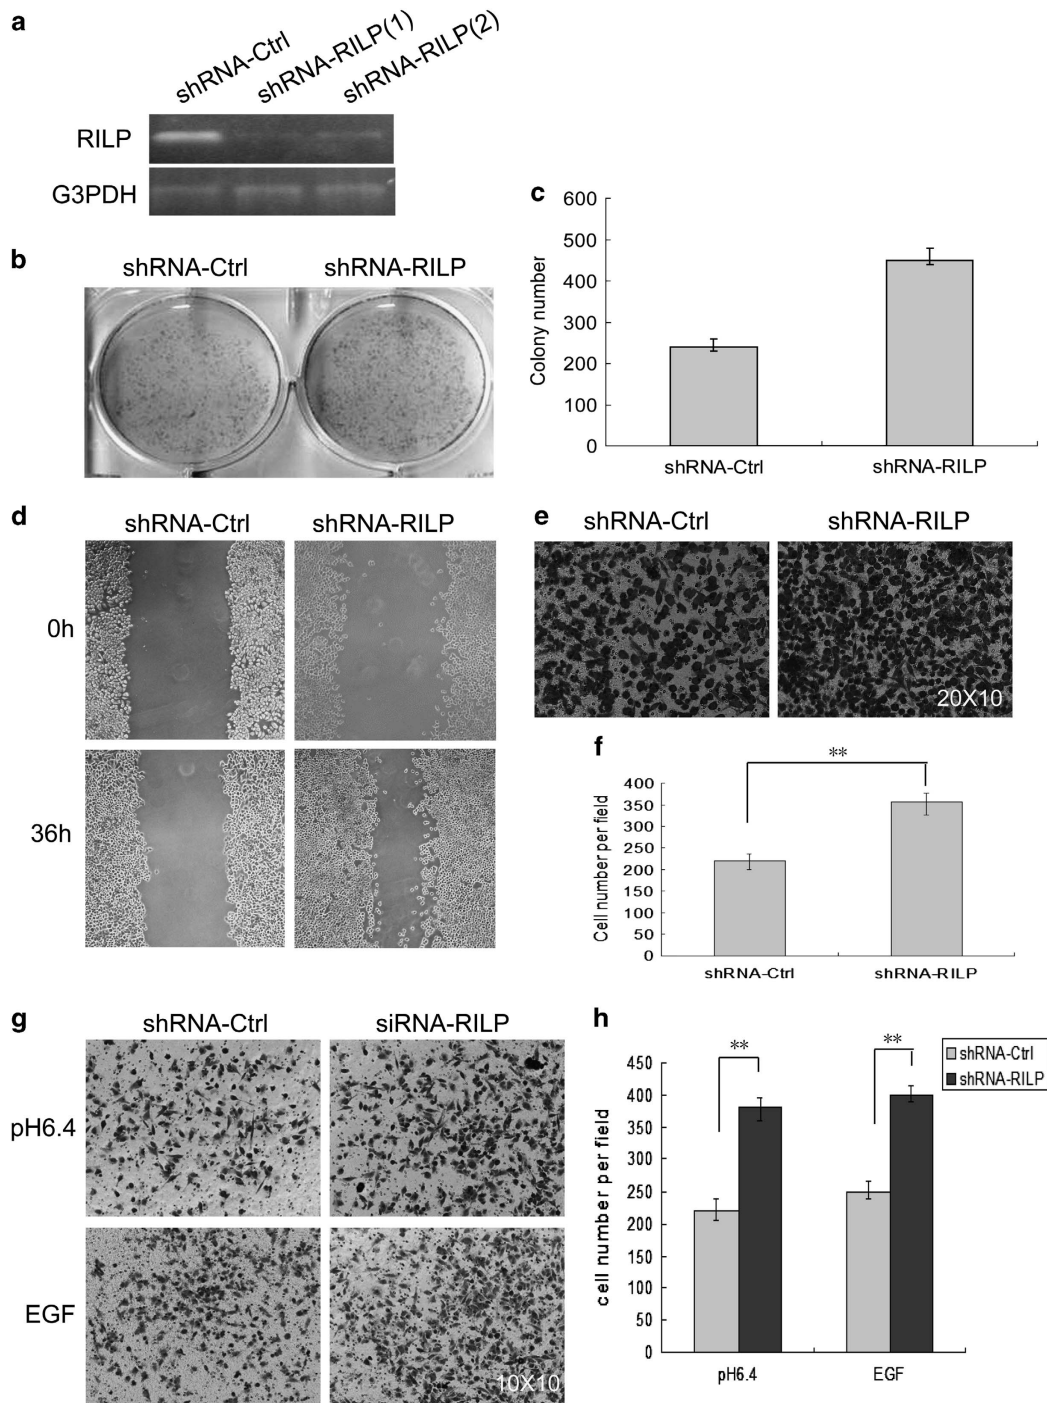 a
shRNA-Ctrl
shRNA-RILP(1)
shRNA-RILP(2)
RILP
G3PDH
b
shRNA-Ctrl shRNA-RILP
c
600
500
400
300
200
100
0
Colony number
shRNA-Ctrl shRNA-RILP
d
shRNA-Ctrl shRNA-RILP
0h
36h
e
shRNA-Ctrl shRNA-RILP
20X10
f
**
400
350
300
250
200
150
100
50
0
Cell number per field
shRNA-Ctrl shRNA-RILP
g
shRNA-Ctrl siRNA-RILP
pH6.4
EGF
10X10
h
** **
shRNA-Ctrl
shRNA-RILP
450
400
350
300
250
200
150
100
50
0
cell number per field
pH6.4 EGF